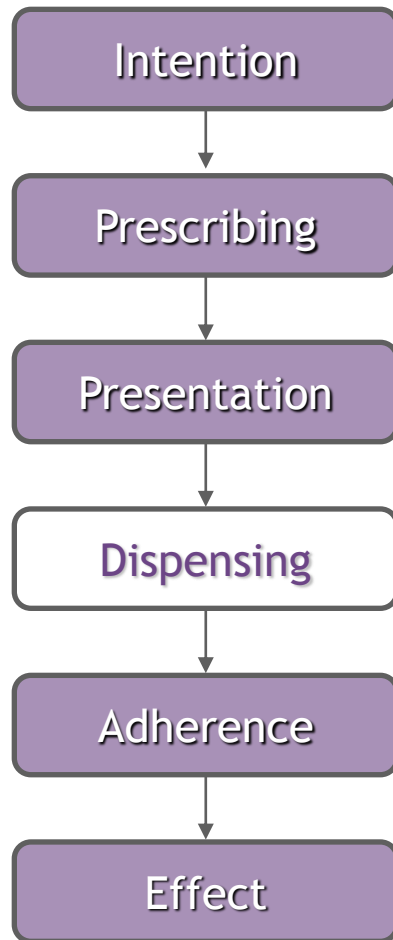 Intention
Prescribing
Presentation
Dispensing
Adherence
Effect